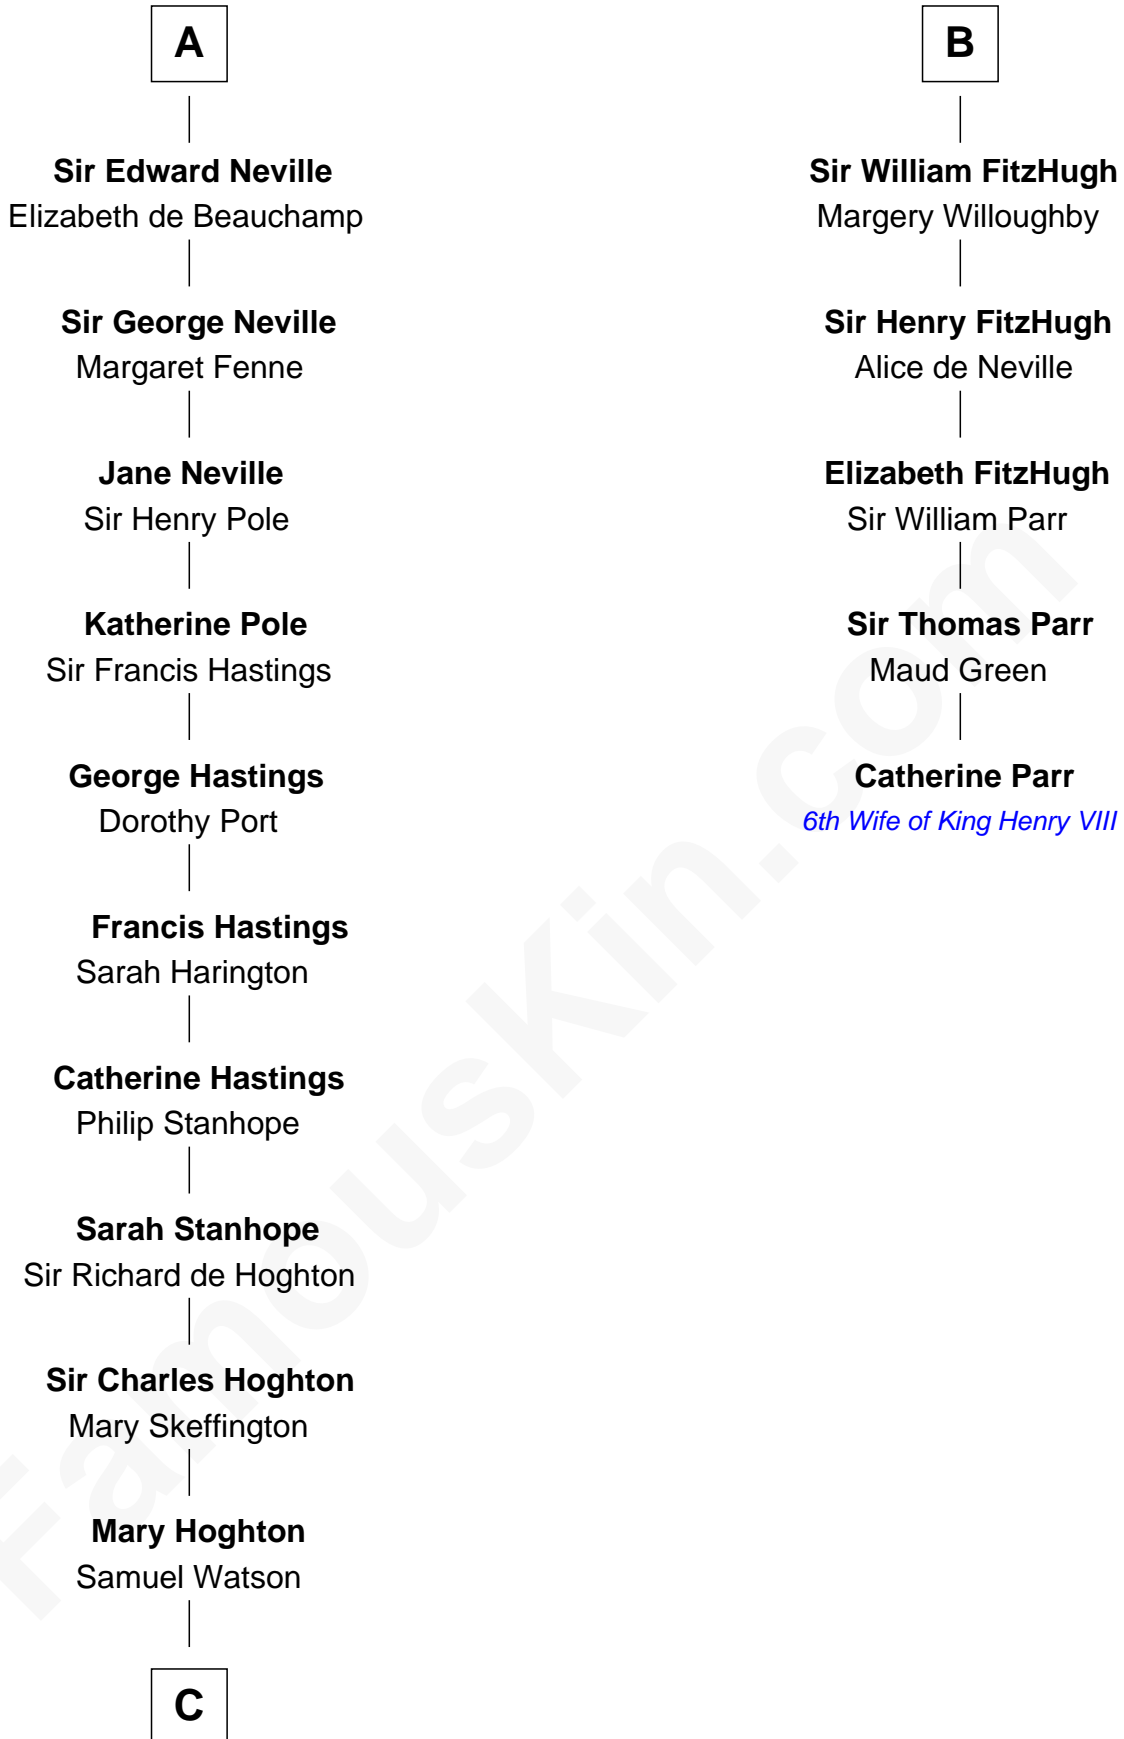 A
Sir Edward Neville
Elizabeth de Beauchamp
Sir George Neville
Margaret Fenne
Jane Neville
Sir Henry Pole
Katherine Pole
Sir Francis Hastings
George Hastings
Dorothy Port
Francis Hastings
Sarah Harington
Catherine Hastings
Philip Stanhope
Sarah Stanhope
Sir Richard de Hoghton
Sir Charles Hoghton
Mary Skeffington
Mary Hoghton
Samuel Watson
C
B
Sir William FitzHugh
Margery Willoughby
Sir Henry FitzHugh
Alice de Neville
Elizabeth FitzHugh
Sir William Parr
Sir Thomas Parr
Maud Green
Catherine Parr
6th Wife of King Henry VIII
FamousKin.com